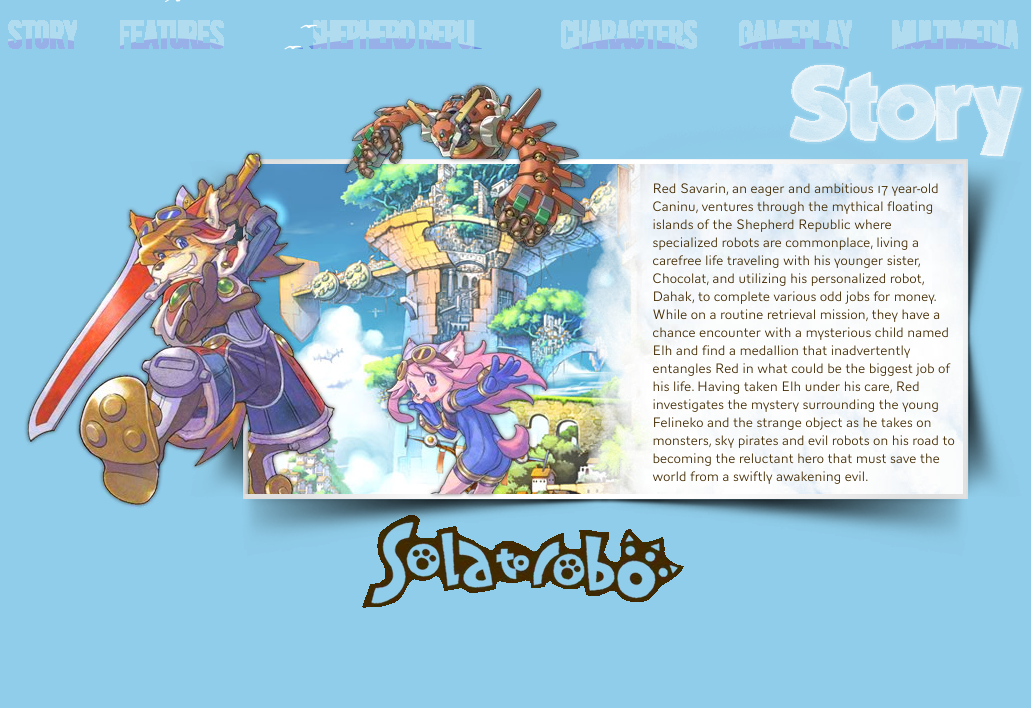 STORY
FEATURES
SHEPHERD REPU
CHARACTERS
GAMEPLAY
MULTIMEDIA
Story
Red Savarin, an eager and ambitious 17 year-old
Caninu, ventures through the mythical floating
islands of the Shepherd Republic where
specialized robots are commonplace, living a
carefree life traveling with his younger sister,
Chocolat, and utilizing his personalized robot,
Dahak, to complete various odd jobs for money.
While on a routine retrieval mission, they have a
chance encounter with a mysterious child named
Elh and find a medallion that inadvertently
entangles Red in what could be the biggest job of
his life. Having taken Elh under his care, Red
investigates the mystery surrounding the young
Felineko and the strange object as he takes on
monsters, sky pirates and evil robots on his road to
becoming the reluctant hero that must save the
world from a swiftly awakening evil.
Solatorobo